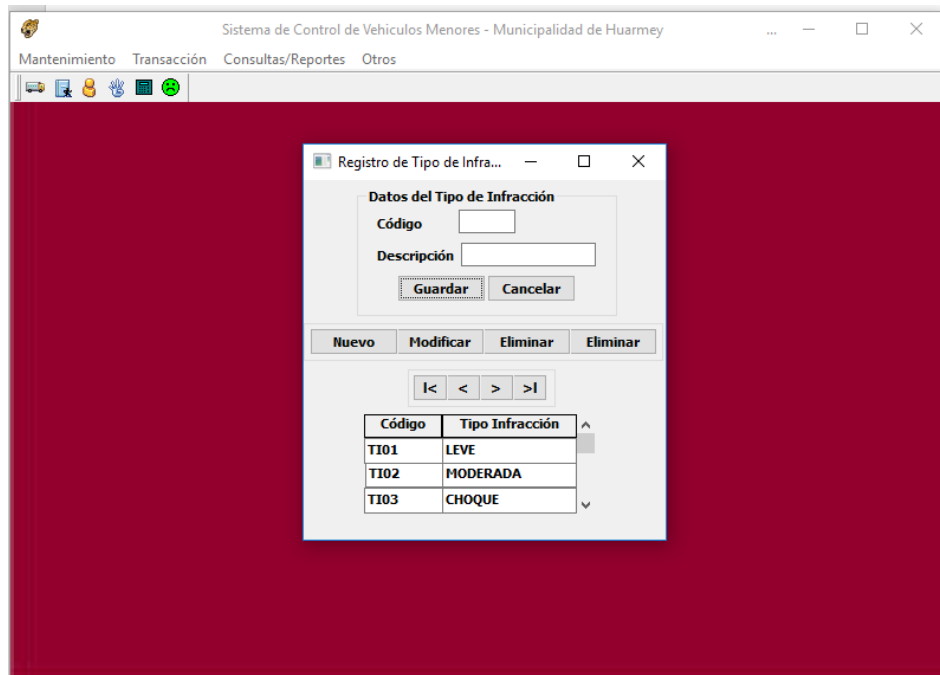 Sistema de Control de Vehiculos Menores - Municipalidad de Huarmey ...
Mantenimiento Transacción Consultas/Reportes Otros
Registro de Tipo de Infra...
Datos del Tipo de Infracción
Código
Descripción
Guardar Cancelar
Nuevo Modificar Eliminar Eliminar
I< < > >I
Código Tipo Infracción
TI01 LEVE
TI02 MODERADA
TI03 CHOQUE